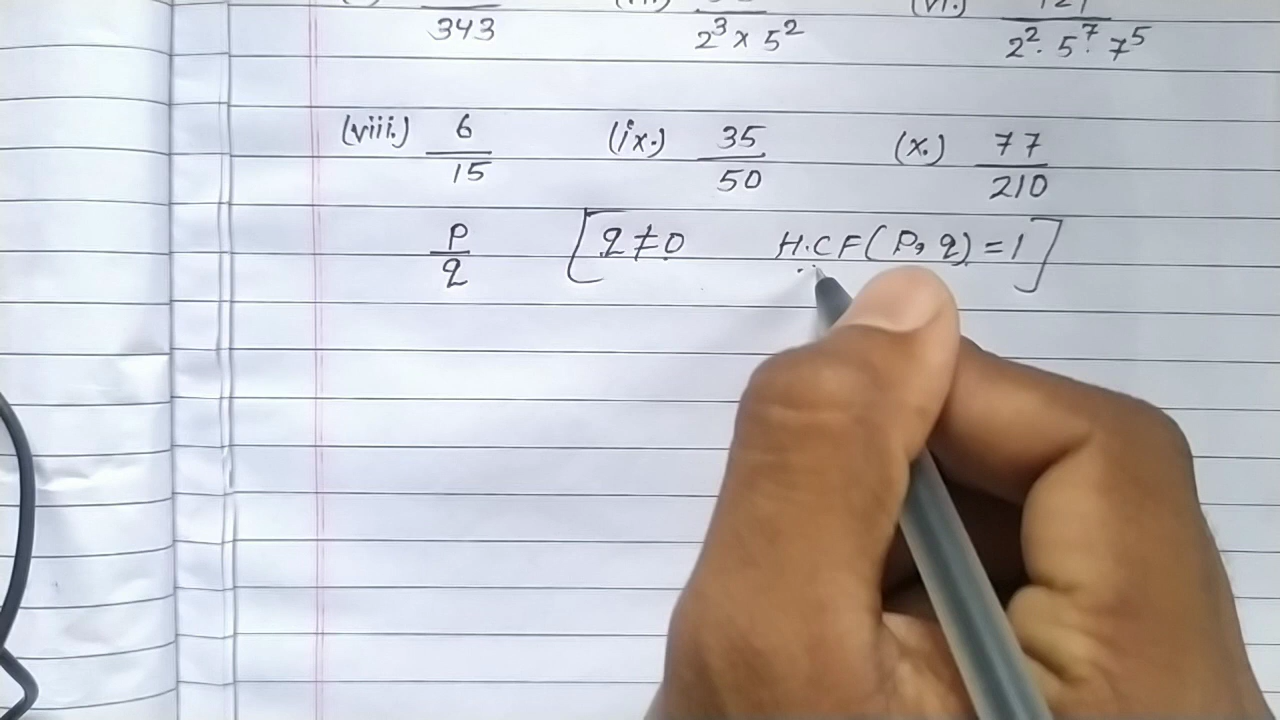 343 2³ × 5² 2² · 5⁷ · 7⁵
(viii.) 6/15 (ix.) 35/50 (x.) 77/210
p/q [q ≠ 0 H.C.F(P, q) = 1]